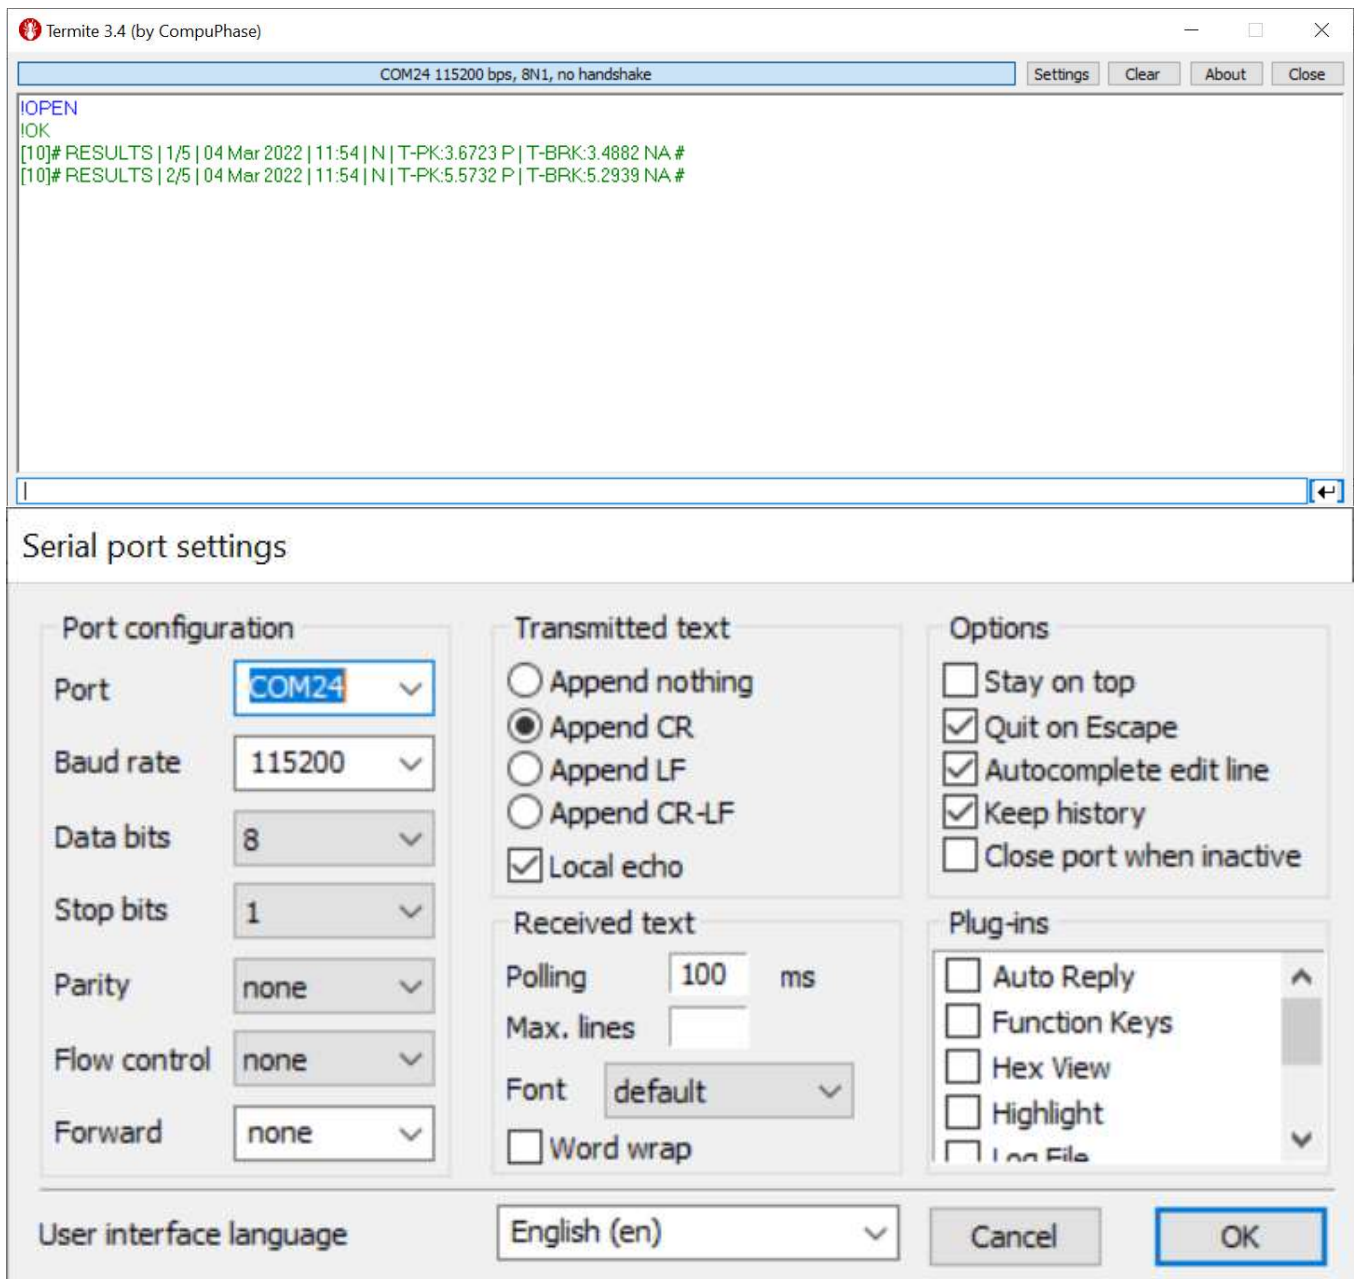 Termite 3.4 (by CompuPhase)
COM24 115200 bps, 8N1, no handshake Settings Clear About Close
!OPEN
!OK
[10]# RESULTS | 1/5 | 04 Mar 2022 | 11:54 | N | T-PK:3.6723 P | T-BRK:3.4882 NA #
[10]# RESULTS | 2/5 | 04 Mar 2022 | 11:54 | N | T-PK:5.5732 P | T-BRK:5.2939 NA #
Serial port settings
Port configuration
Port COM24
Baud rate 115200
Data bits 8
Stop bits 1
Parity none
Flow control none
Forward none
Transmitted text
Append nothing
Append CR
Append LF
Append CR-LF
Local echo
Received text
Polling 100 ms
Max. lines
Font default
Word wrap
Options
Stay on top
Quit on Escape
Autocomplete edit line
Keep history
Close port when inactive
Plug-ins
Auto Reply
Function Keys
Hex View
Highlight
Log File
User interface language English (en) Cancel OK